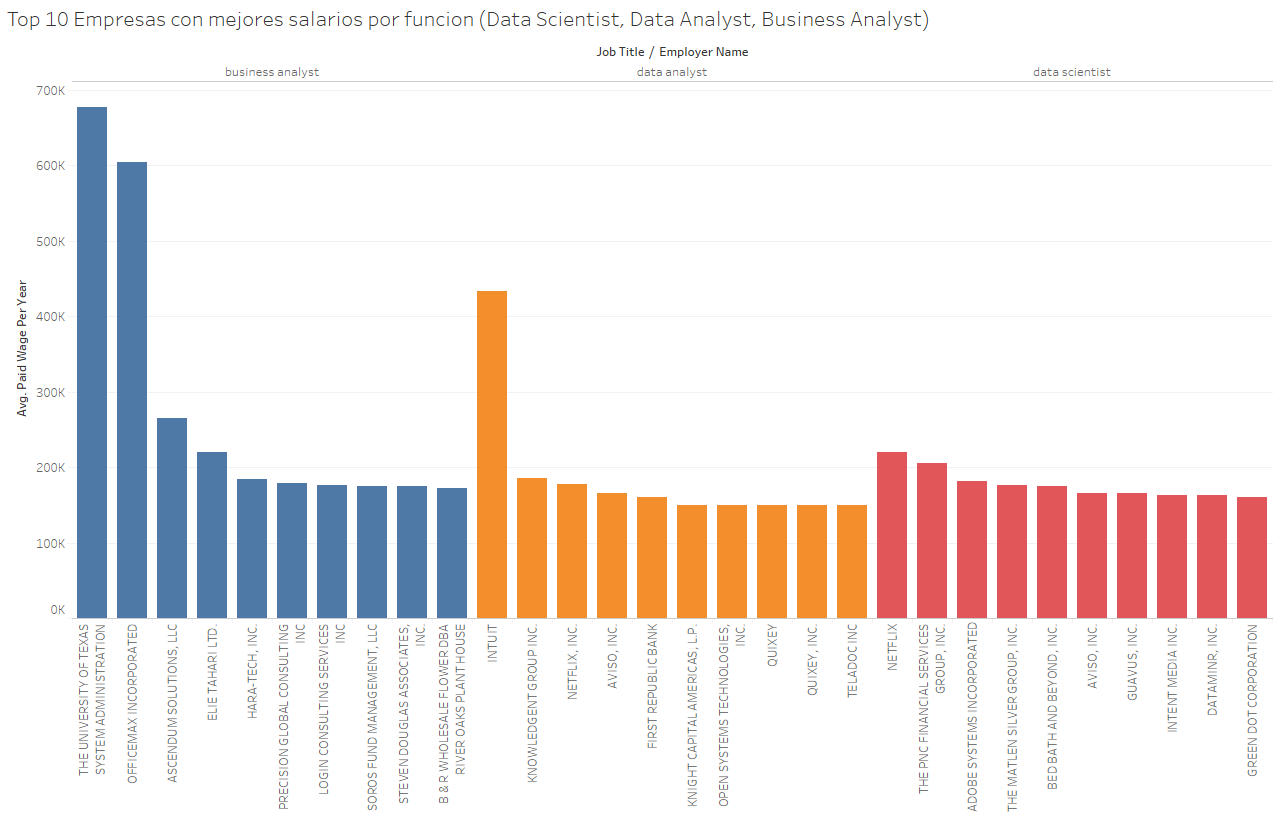 Top 10 Empresas con mejores salarios por funcion (Data Scientist, Data Analyst, Business Analyst)
Job Title / Employer Name
business analyst
data analyst
data scientist
Avg. Paid Wage Per Year
700K
600K
500K
400K
300K
200K
100K
0K
THE UNIVERSITY OF TEXAS
SYSTEM ADMINISTRATION
OFFICEMAX INCORPORATED
ASCENDUM SOLUTIONS, LLC
ELIE TAHARI LTD.
HARA-TECH, INC.
PRECISION GLOBAL CONSULTING
INC
LOGIN CONSULTING SERVICES
INC
SOROS FUND MANAGEMENT, LLC
STEVEN DOUGLAS ASSOCIATES,
INC.
B & R WHOLESALE FLOWER DBA
RIVER OAKS PLANT HOUSE
INTUIT
KNOWLEDGENT GROUP INC.
NETFLIX, INC.
AVISO, INC.
FIRST REPUBLIC BANK
KNIGHT CAPITAL AMERICAS, L.P.
OPEN SYSTEMS TECHNOLOGIES,
INC.
QUIXEY
QUIXEY, INC.
TELADOC INC
NETFLIX
THE PNC FINANCIAL SERVICES
GROUP, INC.
ADOBE SYSTEMS INCORPORATED
THE MATLEN SILVER GROUP, INC.
BED BATH AND BEYOND, INC.
AVISO, INC.
GUAVUS, INC.
INTENT MEDIA INC.
DATAMINR, INC.
GREEN DOT CORPORATION